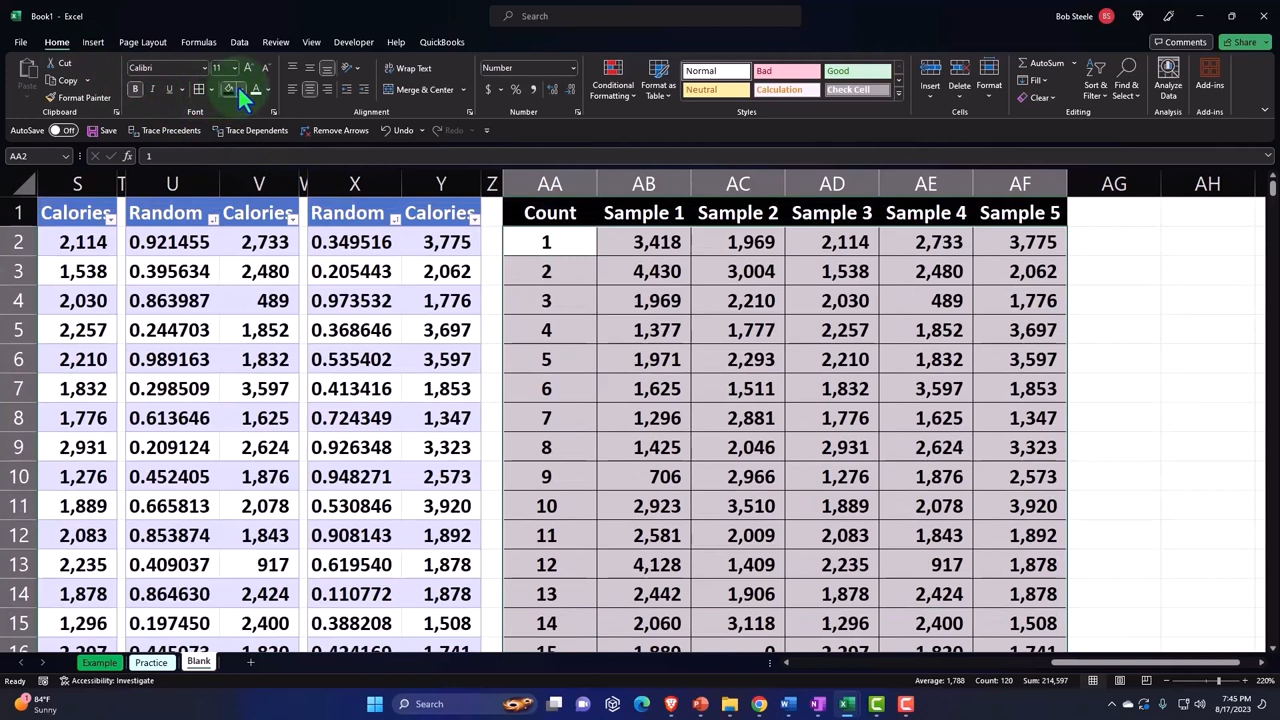 Book1 - Excel
Search
Bob Steele BS
File Home Insert Page Layout Formulas Data Review View Developer Help QuickBooks
Comments Share
Cut
Copy
Format Painter
Paste
Clipboard
Calibri 11
B I U
Font
Wrap Text
Merge & Center
Alignment
Number
$ % 9
Number
Conditional Formatting
Format as Table
Normal Bad Good
Neutral Calculation Check Cell
Styles
Insert Delete Format
Cells
AutoSum
Fill
Clear
Sort & Filter
Find & Select
Editing
Analyze Data
Analysis
Add-ins
Add-ins
AutoSave Off Save Trace Precedents Trace Dependents Remove Arrows Undo Redo
AA2 fx 1
S T U V W X Y Z AA AB AC AD AE AF AG AH
1 Calories Random Calories Random Calories Count Sample 1 Sample 2 Sample 3 Sample 4 Sample 5
2 2,114 0.921455 2,733 0.349516 3,775 1 3,418 1,969 2,114 2,733 3,775
3 1,538 0.395634 2,480 0.205443 2,062 2 4,430 3,004 1,538 2,480 2,062
4 2,030 0.863987 489 0.973532 1,776 3 1,969 2,210 2,030 489 1,776
5 2,257 0.244703 1,852 0.368646 3,697 4 1,377 1,777 2,257 1,852 3,697
6 2,210 0.989163 1,832 0.535402 3,597 5 1,971 2,293 2,210 1,832 3,597
7 1,832 0.298509 3,597 0.413416 1,853 6 1,625 1,511 1,832 3,597 1,853
8 1,776 0.613646 1,625 0.724349 1,347 7 1,296 2,881 1,776 1,625 1,347
9 2,931 0.209124 2,624 0.926348 3,323 8 1,425 2,046 2,931 2,624 3,323
10 1,276 0.452405 1,876 0.948271 2,573 9 706 2,966 1,276 1,876 2,573
11 1,889 0.665813 2,078 0.530846 3,920 10 2,923 3,510 1,889 2,078 3,920
12 2,083 0.853874 1,843 0.908143 1,892 11 2,581 2,009 2,083 1,843 1,892
13 2,235 0.409037 917 0.619540 1,878 12 4,128 1,409 2,235 917 1,878
14 1,878 0.864630 2,424 0.110772 1,878 13 2,442 1,906 1,878 2,424 1,878
15 1,296 0.197450 2,400 0.388208 1,508 14 2,060 3,118 1,296 2,400 1,508
Example Practice Blank
Ready Accessibility: Investigate Average: 1,788 Count: 120 Sum: 214,597 220%
84°F
Sunny
Search
7:45 PM
8/17/2023